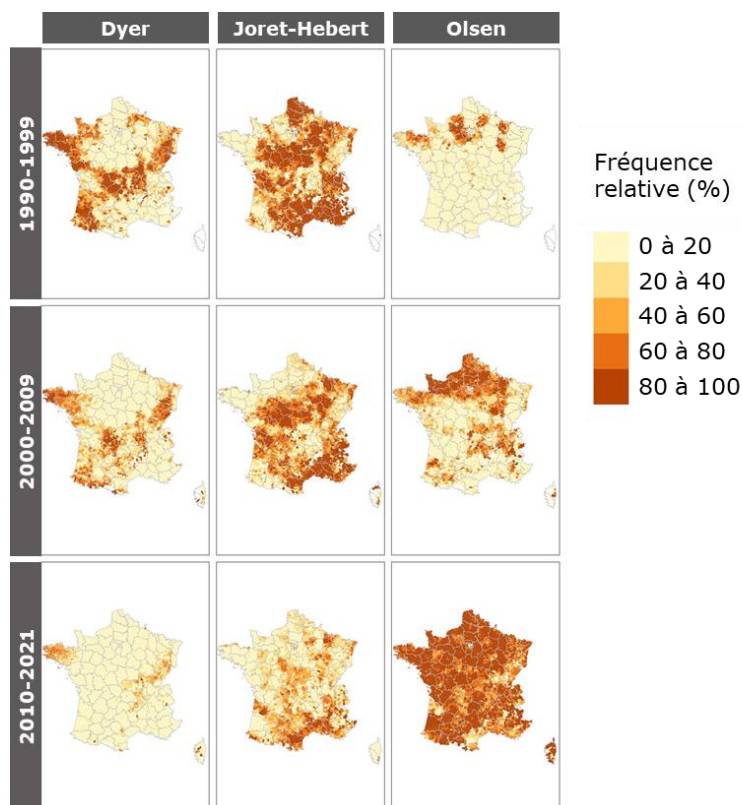 Dyer
Joret-Hebert
Olsen
1990-1999
2000-2009
2010-2021
Fréquence
relative (%)
0 à 20
20 à 40
40 à 60
60 à 80
80 à 100